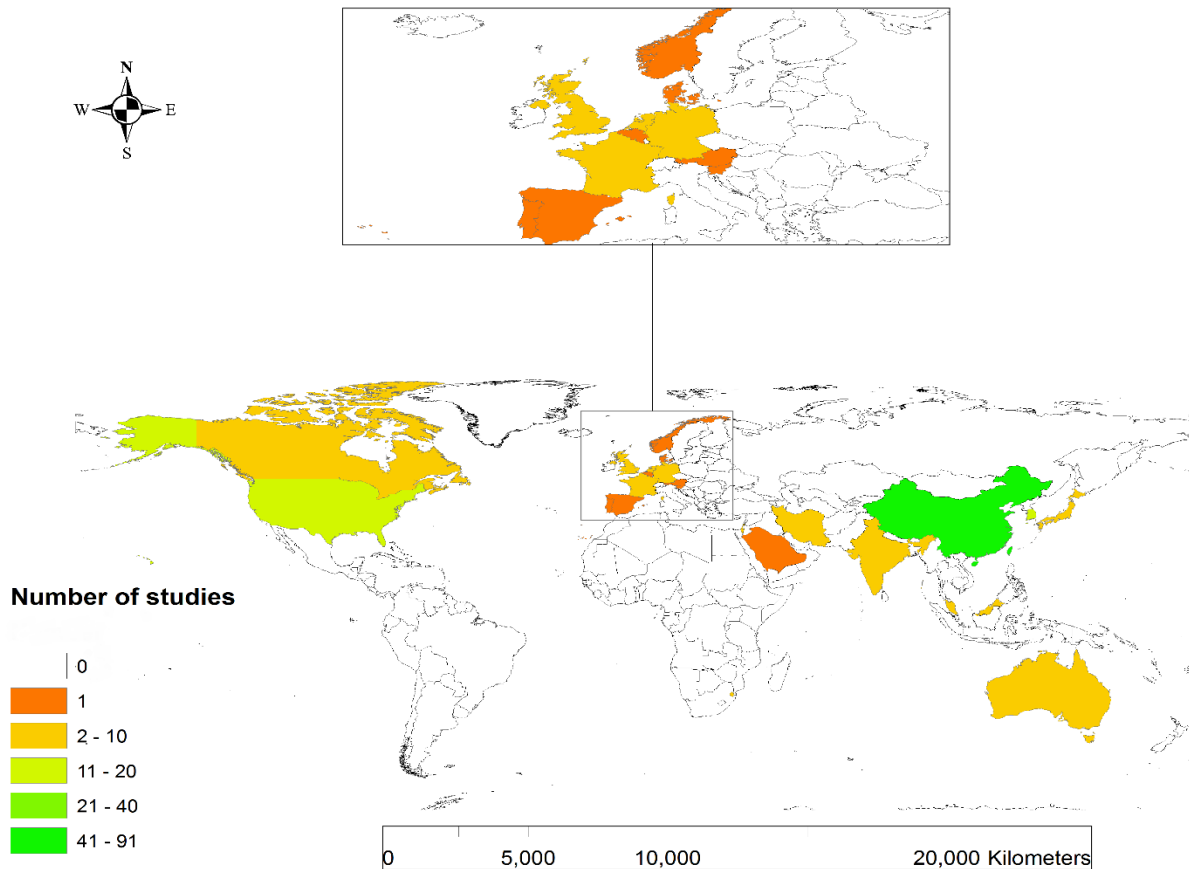 N
W E
S
Number of studies
0
1
2 - 10
11 - 20
21 - 40
41 - 91
0 5,000 10,000 20,000 Kilometers